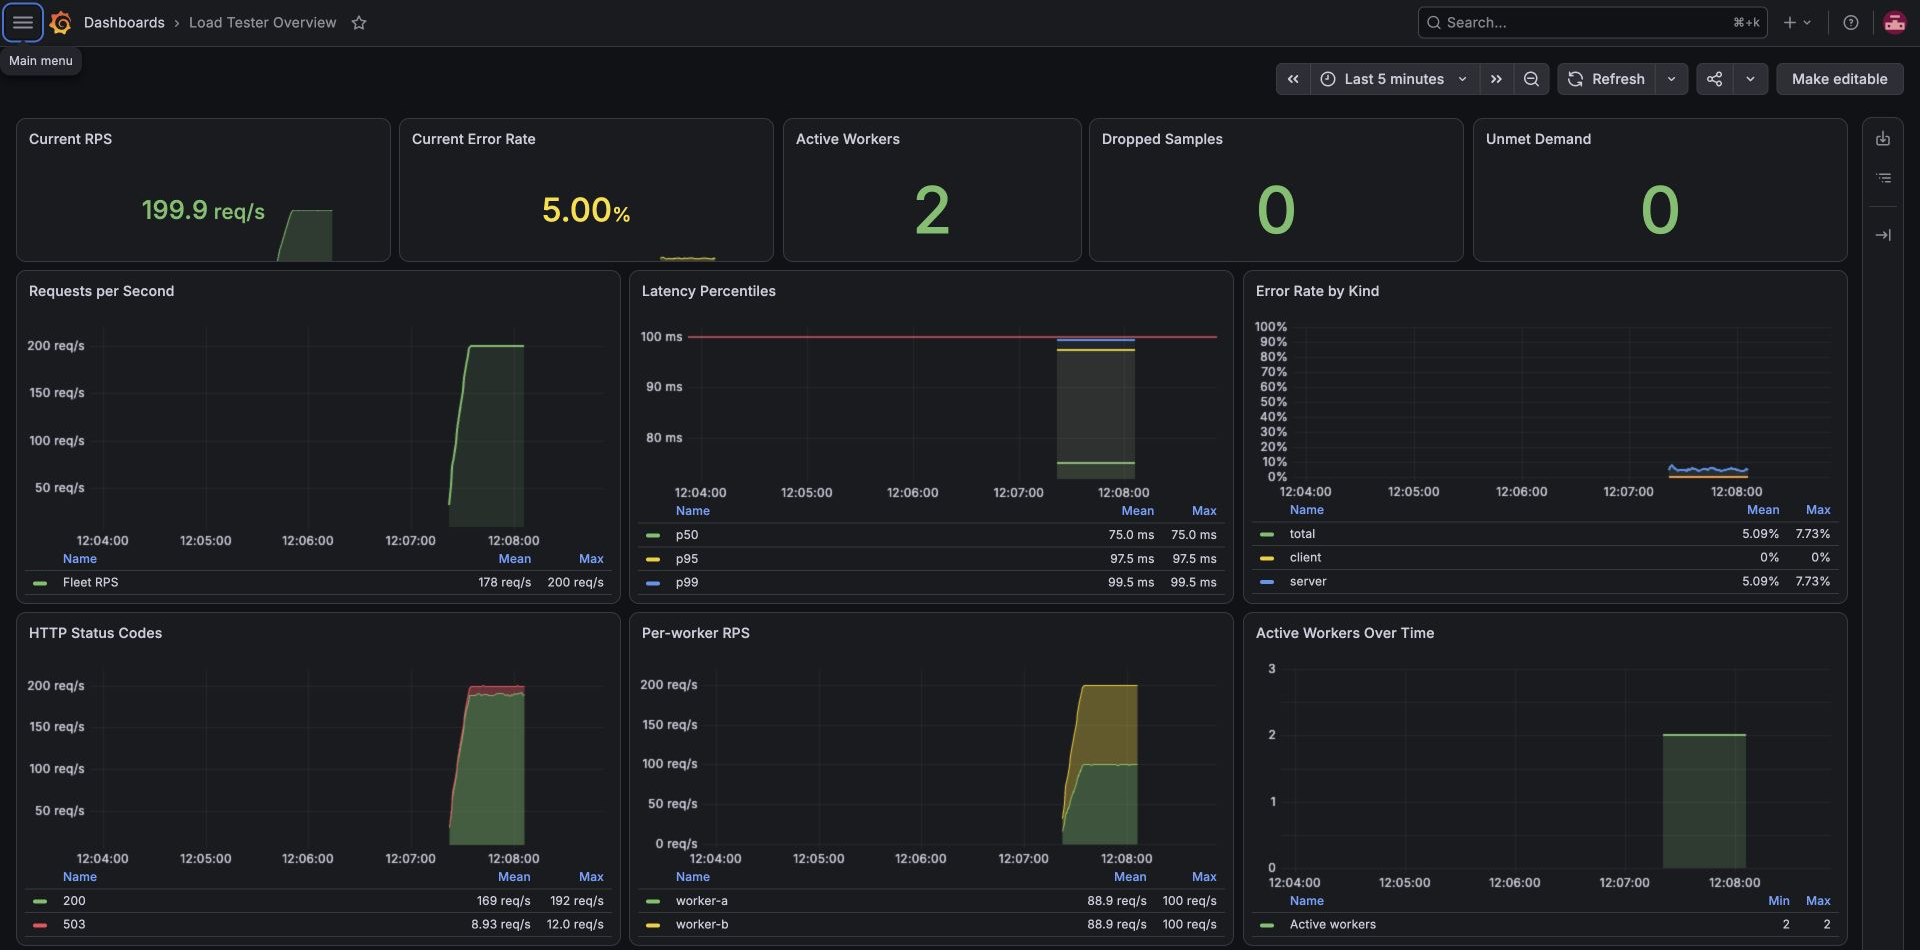 Dashboards › Load Tester Overview
Search... ⌘+k
Main menu
Last 5 minutes Refresh Make editable
Current RPS
199.9 req/s
Current Error Rate
5.00%
Active Workers
2
Dropped Samples
0
Unmet Demand
0
Requests per Second
200 req/s
150 req/s
100 req/s
50 req/s
12:04:00 12:05:00 12:06:00 12:07:00 12:08:00
Name Mean Max
Fleet RPS 178 req/s 200 req/s
Latency Percentiles
100 ms
90 ms
80 ms
12:04:00 12:05:00 12:06:00 12:07:00 12:08:00
Name Mean Max
p50 75.0 ms 75.0 ms
p95 97.5 ms 97.5 ms
p99 99.5 ms 99.5 ms
Error Rate by Kind
100%
90%
80%
70%
60%
50%
40%
30%
20%
10%
0%
12:04:00 12:05:00 12:06:00 12:07:00 12:08:00
Name Mean Max
total 5.09% 7.73%
client 0% 0%
server 5.09% 7.73%
HTTP Status Codes
200 req/s
150 req/s
100 req/s
50 req/s
12:04:00 12:05:00 12:06:00 12:07:00 12:08:00
Name Mean Max
200 169 req/s 192 req/s
503 8.93 req/s 12.0 req/s
Per-worker RPS
200 req/s
150 req/s
100 req/s
50 req/s
0 req/s
12:04:00 12:05:00 12:06:00 12:07:00 12:08:00
Name Mean Max
worker-a 88.9 req/s 100 req/s
worker-b 88.9 req/s 100 req/s
Active Workers Over Time
3
2
1
0
12:04:00 12:05:00 12:06:00 12:07:00 12:08:00
Name Min Max
Active workers 2 2